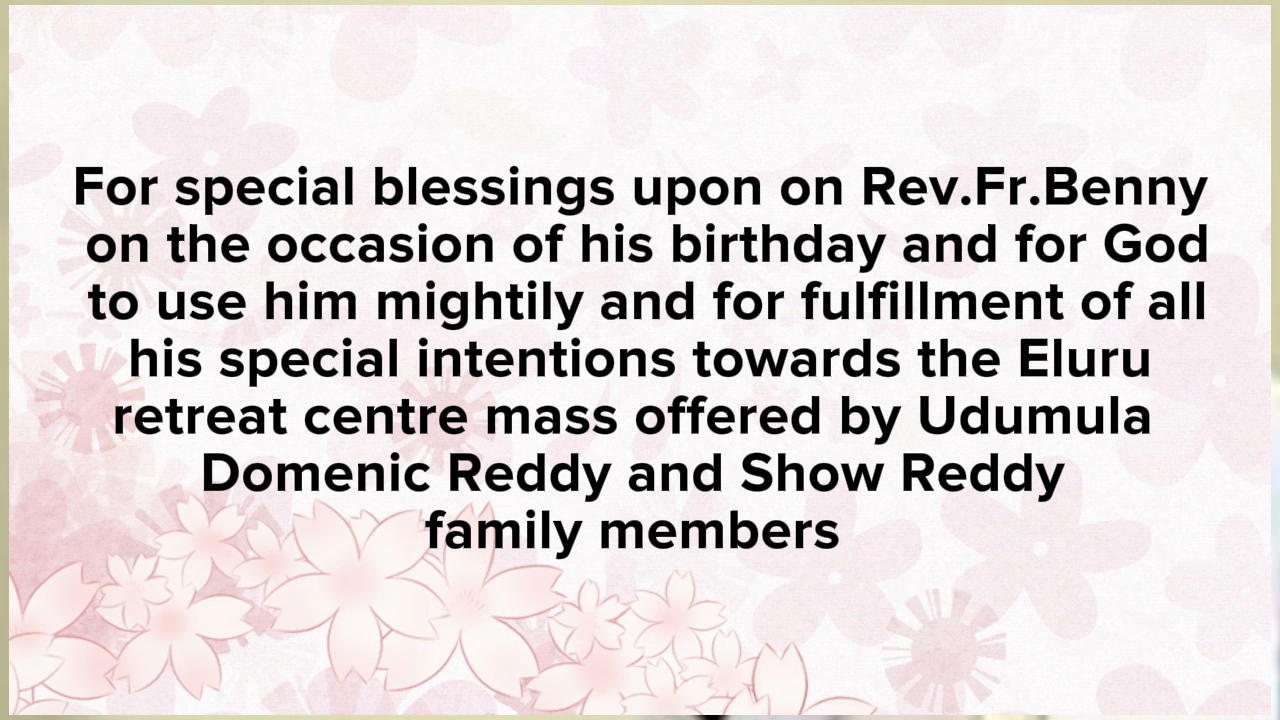 For special blessings upon on Rev.Fr.Benny
on the occasion of his birthday and for God
to use him mightily and for fulfillment of all
his special intentions towards the Eluru
retreat centre mass offered by Udumula
Domenic Reddy and Show Reddy
family members